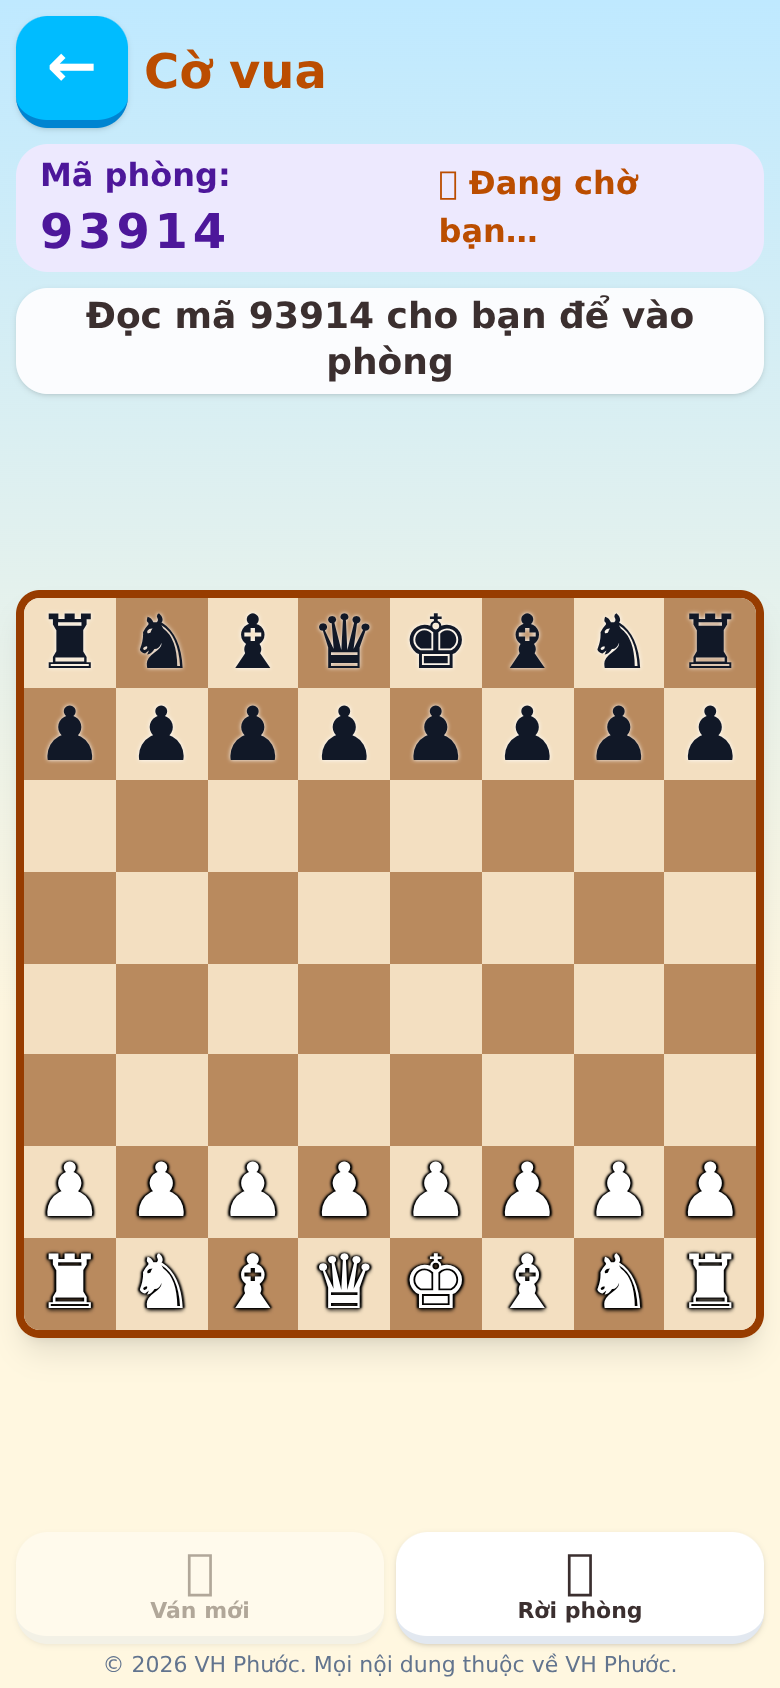 ←
Cờ vua
Mã phòng:
93914
Đang chờ
bạn…
Đọc mã 93914 cho bạn để vào
phòng
Ván mới
Rời phòng
© 2026 VH Phước. Mọi nội dung thuộc về VH Phước.